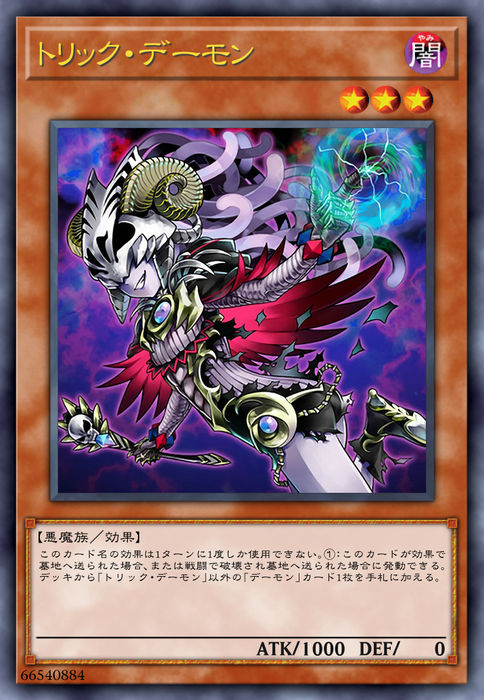 トリック・デーモン
闇
やみ
【悪魔族／効果】
このカード名の効果は1ターンに1度しか使用できない。①：このカードが効果で
墓地へ送られた場合、または戦闘で破壊され墓地へ送られた場合に発動できる。
デッキから「トリック・デーモン」以外の「デーモン」カード1枚を手札に加える。
ATK/1000 DEF/ 0
66540884